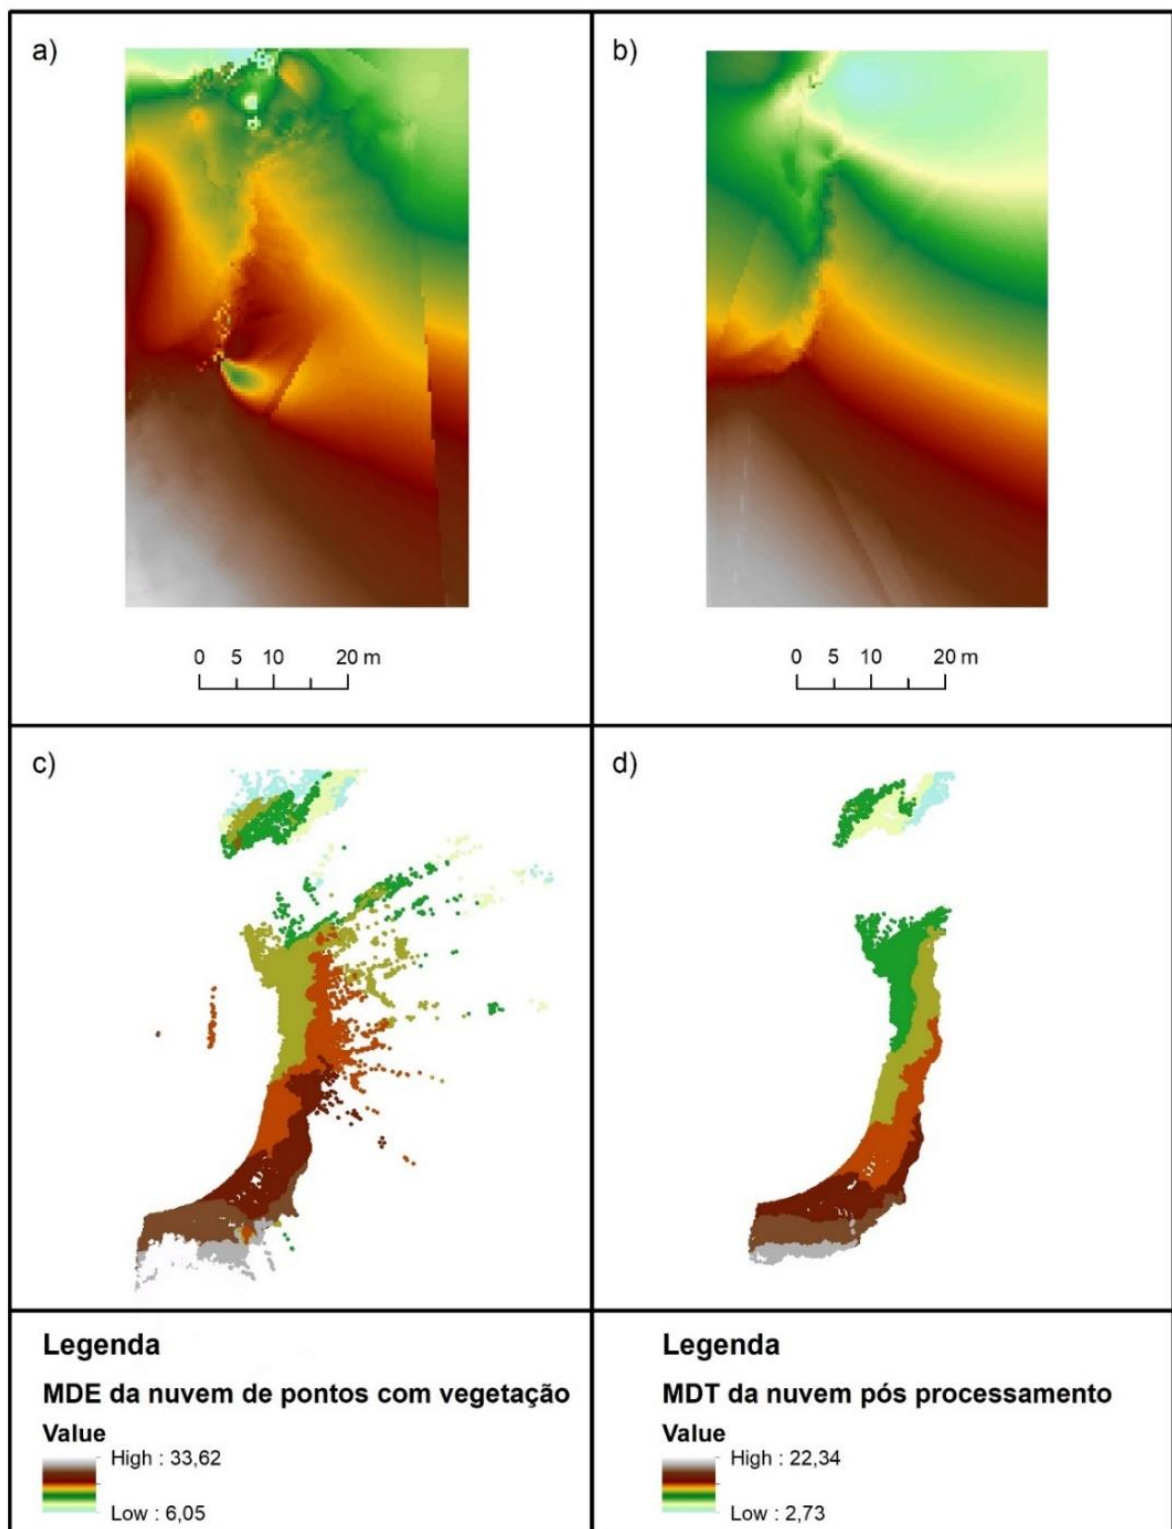 a)
b)
0 5 10 20 m
0 5 10 20 m
c)
d)
Legenda
MDE da nuvem de pontos com vegetação
Value
High : 33,62
Low : 6,05
Legenda
MDT da nuvem pós processamento
Value
High : 22,34
Low : 2,73